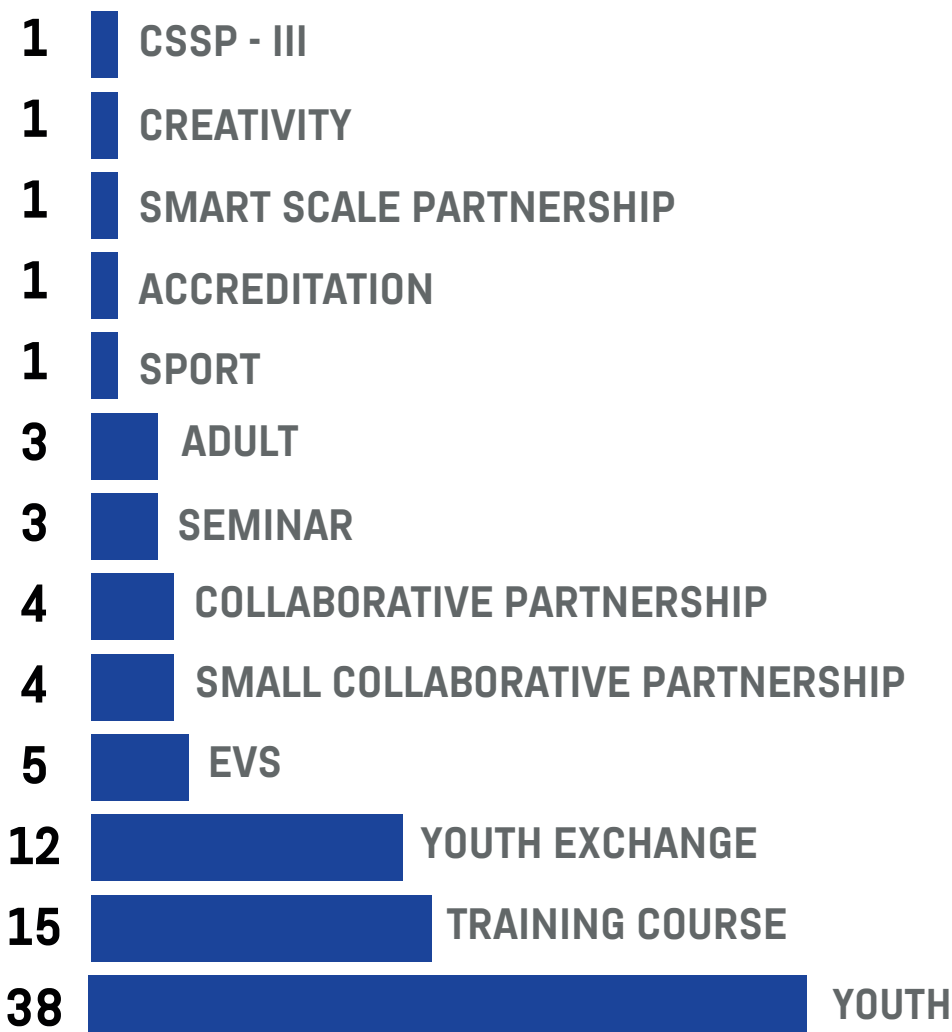 1 CSSP - III
1 CREATIVITY
1 SMART SCALE PARTNERSHIP
1 ACCREDITATION
1 SPORT
3 ADULT
3 SEMINAR
4 COLLABORATIVE PARTNERSHIP
4 SMALL COLLABORATIVE PARTNERSHIP
5 EVS
12 YOUTH EXCHANGE
15 TRAINING COURSE
38 YOUTH